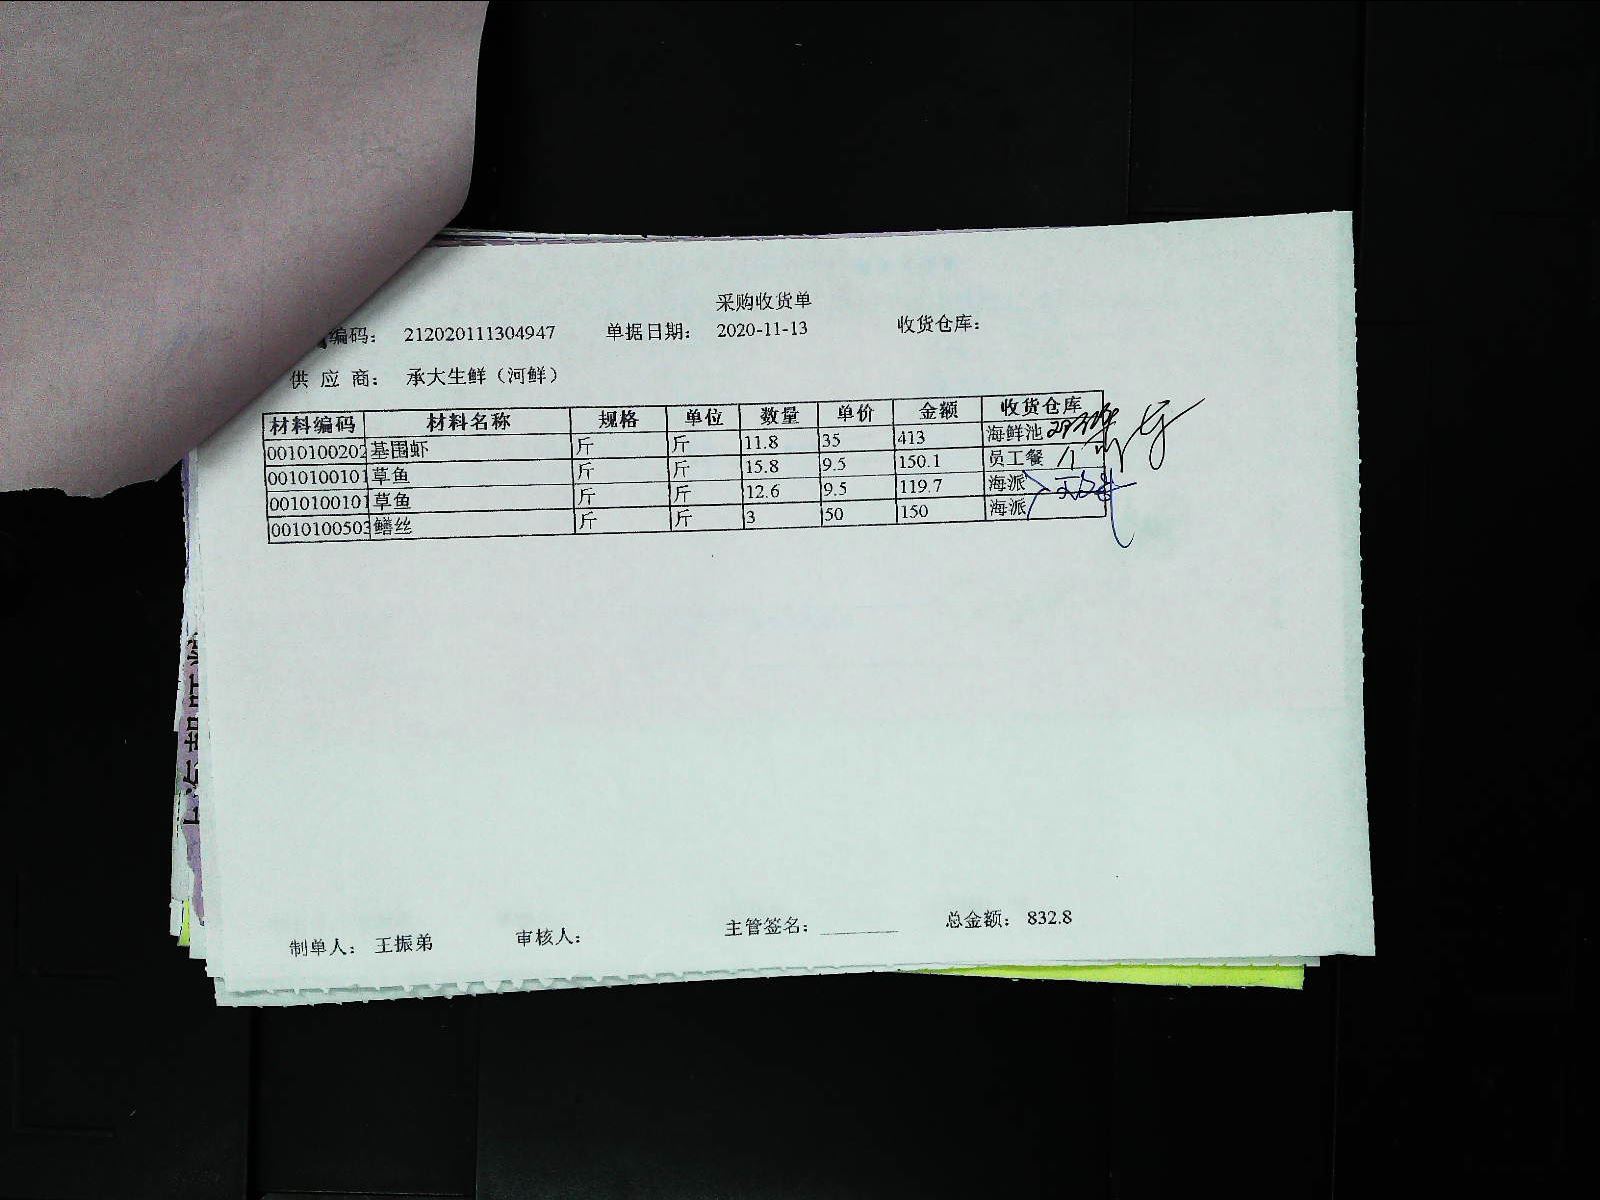 采购收货单
编码： 212020111304947 单据日期： 2020-11-13 收货仓库：
供 应 商： 承大生鲜（河鲜）
材料编码 材料名称 规格 单位 数量 单价 金额 收货仓库
0010100202 基围虾 斤 斤 11.8 35 413 海鲜池
0010100101 草鱼 斤 斤 15.8 9.5 150.1 员工餐
0010100101 草鱼 斤 斤 12.6 9.5 119.7 海派
0010100503 鳝丝 斤 斤 3 50 150 海派
制单人： 王振弟 审核人： 主管签名： 总金额： 832.8